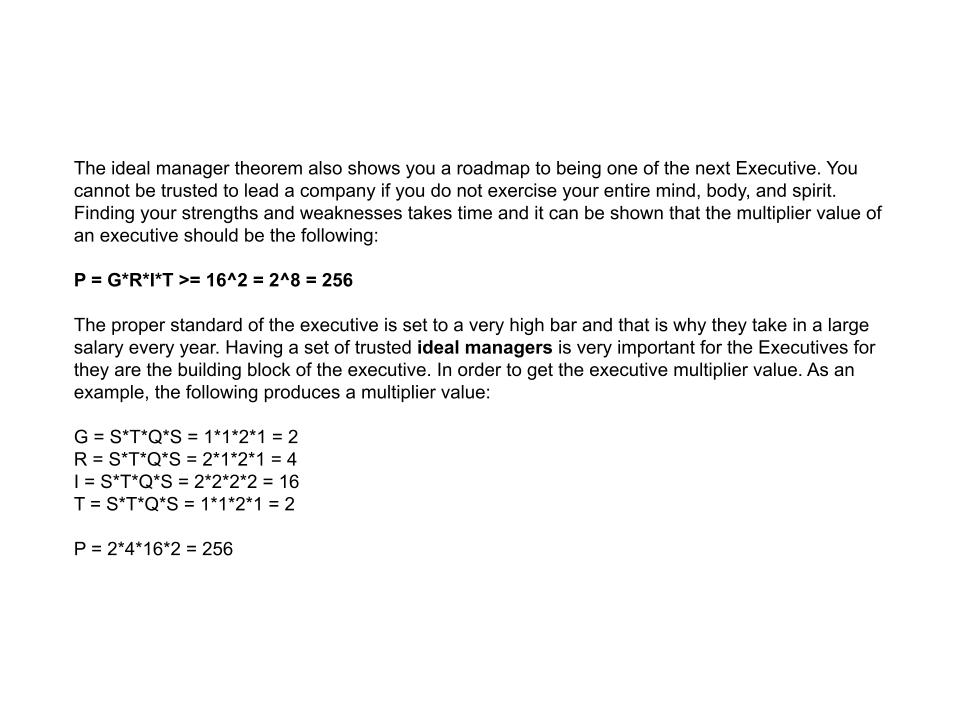 The ideal manager theorem also shows you a roadmap to being one of the next Executive. You
cannot be trusted to lead a company if you do not exercise your entire mind, body, and spirit.
Finding your strengths and weaknesses takes time and it can be shown that the multiplier value of
an executive should be the following:
P = G*R*I*T >= 16^2 = 2^8 = 256
The proper standard of the executive is set to a very high bar and that is why they take in a large
salary every year. Having a set of trusted ideal managers is very important for the Executives for
they are the building block of the executive. In order to get the executive multiplier value. As an
example, the following produces a multiplier value:
G = S*T*Q*S = 1*1*2*1 = 2
R = S*T*Q*S = 2*1*2*1 = 4
I = S*T*Q*S = 2*2*2*2 = 16
T = S*T*Q*S = 1*1*2*1 = 2
P = 2*4*16*2 = 256